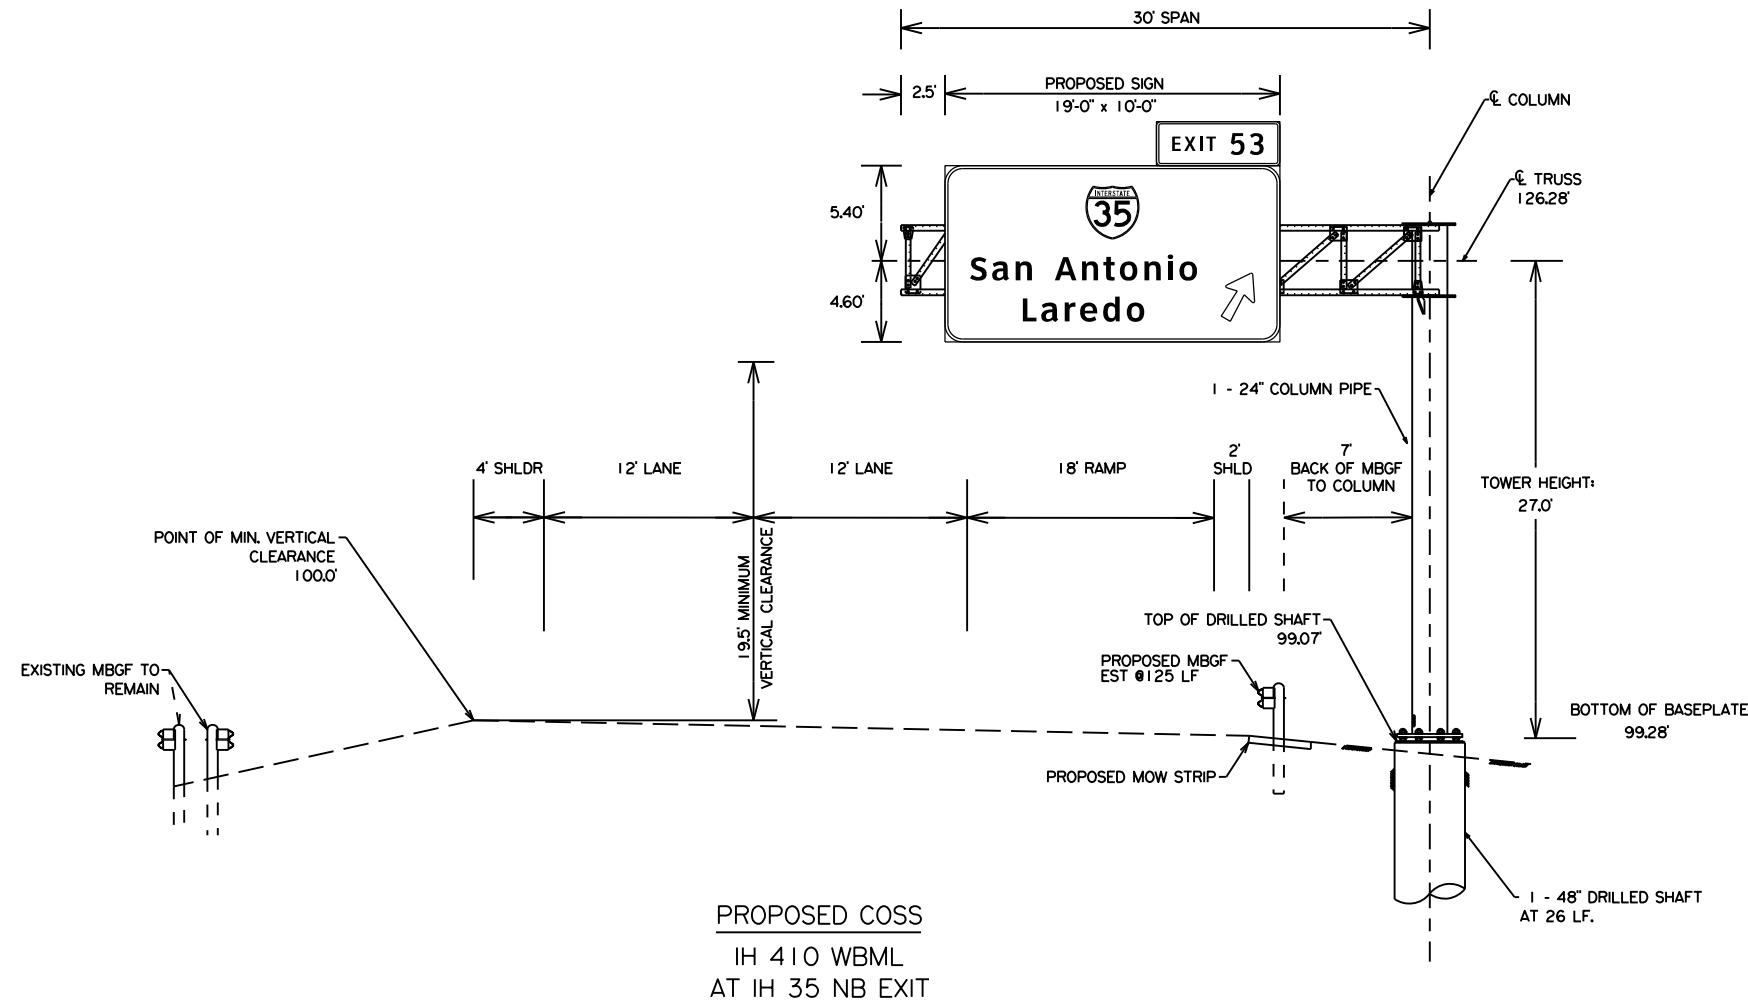 30' SPAN
2.5'
PROPOSED SIGN
19'-0" x 10'-0"
℄ COLUMN
EXIT 53
℄ TRUSS
126.28'
INTERSTATE
35
5.40'
San Antonio
4.60'
Laredo
1 - 24" COLUMN PIPE
4' SHLDR
12' LANE
12' LANE
18' RAMP
2'
SHLD
7'
BACK OF MBGF
TO COLUMN
TOWER HEIGHT:
27.0'
POINT OF MIN. VERTICAL
CLEARANCE
100.0'
19.5' MINIMUM
VERTICAL CLEARANCE
TOP OF DRILLED SHAFT
99.07'
EXISTING MBGF TO
REMAIN
PROPOSED MBGF
EST @125 LF
BOTTOM OF BASEPLATE
99.28'
PROPOSED MOW STRIP
1 - 48" DRILLED SHAFT
AT 26 LF.
PROPOSED COSS
IH 410 WBML
AT IH 35 NB EXIT